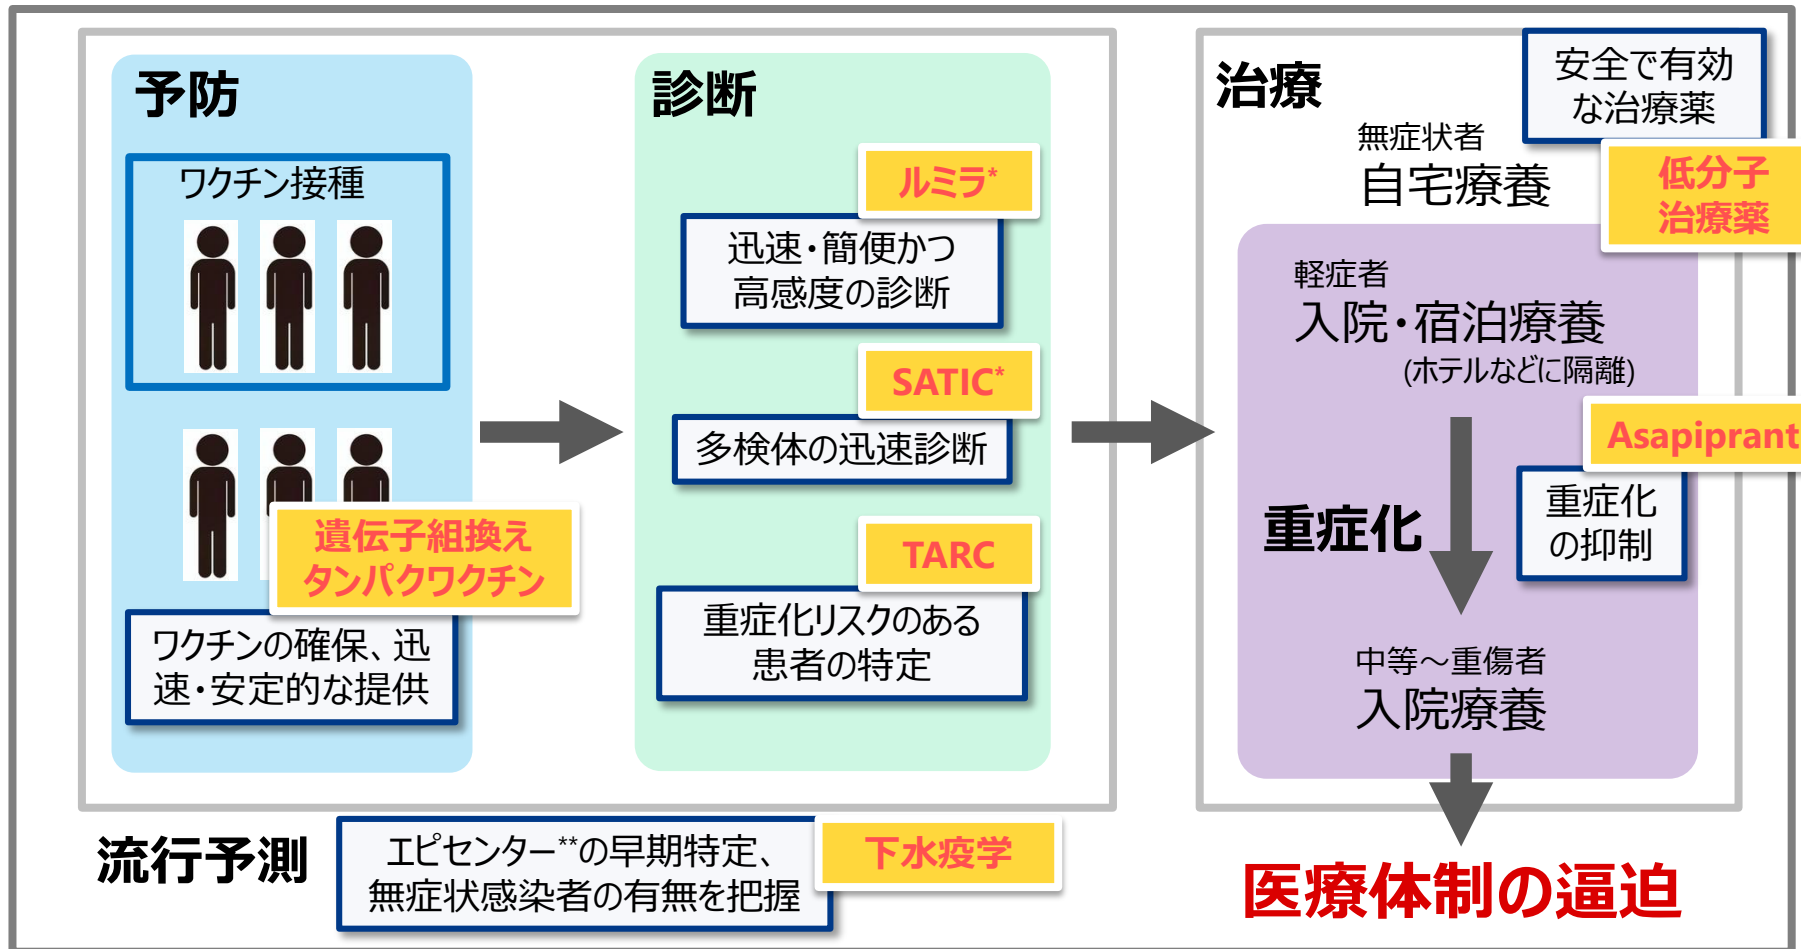 予防
ワクチン接種
遺伝子組換え
タンパクワクチン
ワクチンの確保、迅
速・安定的な提供
診断
ルミラ*
迅速・簡便かつ
高感度の診断
SATIC*
多検体の迅速診断
TARC
重症化リスクのある
患者の特定
治療
安全で有効
な治療薬
低分子
治療薬
無症状者
自宅療養
軽症者
入院・宿泊療養
(ホテルなどに隔離)
Asapiprant
重症化
の抑制
重症化
中等～重傷者
入院療養
流行予測
エピセンター**の早期特定、
無症状感染者の有無を把握
下水疫学
医療体制の逼迫